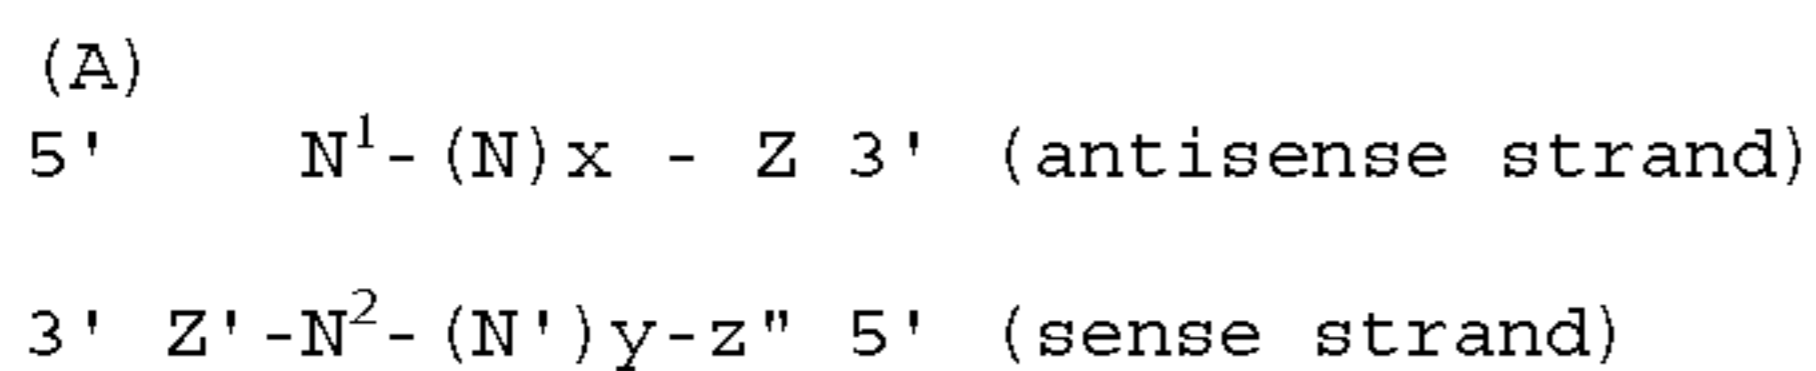 (A)
5' N¹-(N)x - Z 3' (antisense strand)
3' Z'-N²-(N')y-z" 5' (sense strand)